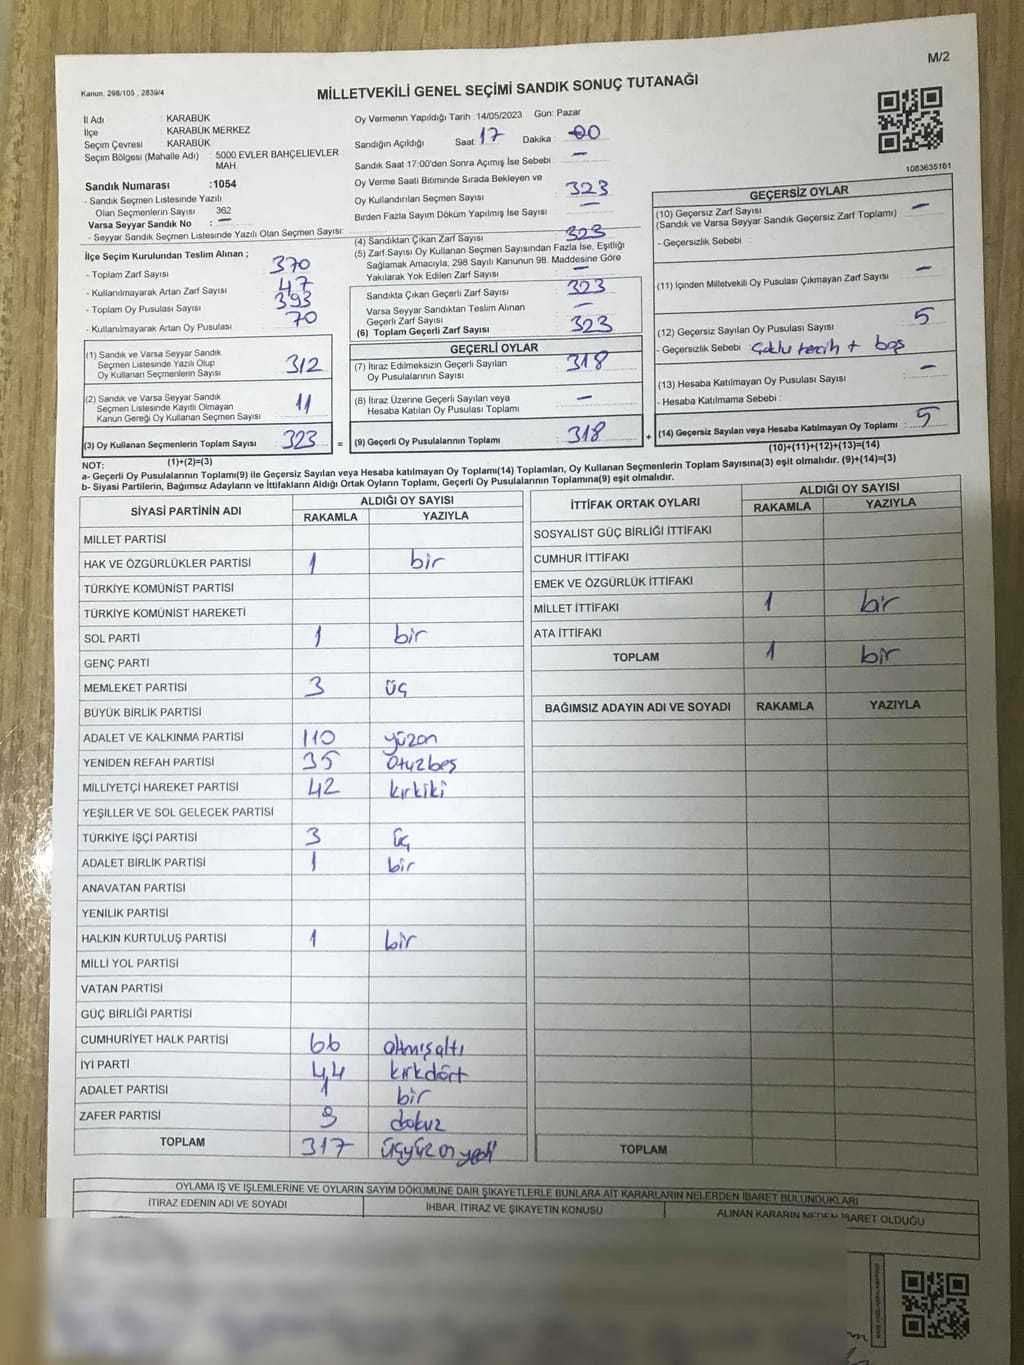 M/2
Kanun. 298/105 , 2839/4
MİLLETVEKİLİ GENEL SEÇİMİ SANDIK SONUÇ TUTANAĞI
İl Adı : KARABÜK
İlçe KARABÜK MERKEZ
Seçim Çevresi KARABÜK
Seçim Bölgesi (Mahalle Adı) : 5000 EVLER BAHÇELİEVLER
MAH
Sandık Numarası :1054
- Sandık Seçmen Listesinde Yazılı
Olan Seçmenlerin Sayısı 362
Varsa Seyyar Sandık No : –
- Seyyar Sandık Seçmen Listesinde Yazılı Olan Seçmen Sayısı:
Oy Vermenin Yapıldığı Tarih : 14/05/2023 Gün: Pazar
Sandığın Açıldığı Saat: 17 Dakika : 00
Sandık Saat 17:00'den Sonra Açımış İse Sebebi : –
Oy Verme Saati Bitiminde Sırada Bekleyen ve
Oy Kullandırılan Seçmen Sayısı : 323
Birden Fazla Sayım Döküm Yapılmış İse Sayısı : –
1083635161
İlçe Seçim Kurulundan Teslim Alınan ;
- Toplam Zarf Sayısı : 370
- Kullanılmayarak Artan Zarf Sayısı : 47
- Toplam Oy Pusulası Sayısı : 393
- Kullanılmayarak Artan Oy Pusulası : 70
(4) Sandıktan Çıkan Zarf Sayısı : 323
(5) Zarf Sayısı Oy Kullanan Seçmen Sayısından Fazla İse, Eşitliği
Sağlamak Amacıyla, 298 Sayılı Kanunun 98. Maddesine Göre
Yakılarak Yok Edilen Zarf Sayısı : –
Sandıkta Çıkan Geçerli Zarf Sayısı : 323
Varsa Seyyar Sandıktan Teslim Alınan
Geçerli Zarf Sayısı : –
(6) Toplam Geçerli Zarf Sayısı : 323
GEÇERSİZ OYLAR
(10) Geçersiz Zarf Sayısı : –
(Sandık ve Varsa Seyyar Sandık Geçersiz Zarf Toplamı)
- Geçersizlik Sebebi :
(11) İçinden Milletvekili Oy Pusulası Çıkmayan Zarf Sayısı : –
(12) Geçersiz Sayılan Oy Pusulası Sayısı : 5
- Geçersizlik Sebebi : Çoklu tercih + boş
(13) Hesaba Katılmayan Oy Pusulası Sayısı : –
- Hesaba Katılmama Sebebi :
(14) Geçersiz Sayılan veya Hesaba Katılmayan Oy Toplamı : 5
(10)+(11)+(12)+(13)=(14)
(1) Sandık ve Varsa Seyyar Sandık
Seçmen Listesinde Yazılı Olup
Oy Kullanan Seçmenlerin Sayısı : 312
(2) Sandık ve Varsa Seyyar Sandık
Seçmen Listesinde Kayıtlı Olmayan
Kanun Gereği Oy Kullanan Seçmen Sayısı : 11
(3) Oy Kullanan Seçmenlerin Toplam Sayısı : 323 =
(1)+(2)=(3)
GEÇERLİ OYLAR
(7) İtiraz Edilmeksizin Geçerli Sayılan
Oy Pusulalarının Sayısı : 318
(8) İtiraz Üzerine Geçerli Sayılan veya
Hesaba Katılan Oy Pusulası Toplamı : –
(9) Geçerli Oy Pusulalarının Toplamı : 318 +
NOT:
a- Geçerli Oy Pusulalarının Toplamı(9) ile Geçersiz Sayılan veya Hesaba katılmayan Oy Toplamı(14) Toplamları, Oy Kullanan Seçmenlerin Toplam Sayısına(3) eşit olmalıdır. (9)+(14)=(3)
b- Siyasi Partilerin, Bağımsız Adayların ve İttifakların Aldığı Ortak Oyların Toplamı, Geçerli Oy Pusulalarının Toplamına(9) eşit olmalıdır.
SİYASİ PARTİNİN ADI ALDIĞI OY SAYISI
RAKAMLA YAZIYLA
MİLLET PARTİSİ
HAK VE ÖZGÜRLÜKLER PARTİSİ 1 bir
TÜRKİYE KOMÜNİST PARTİSİ
TÜRKİYE KOMÜNİST HAREKETİ
SOL PARTİ 1 bir
GENÇ PARTİ
MEMLEKET PARTİSİ 3 üç
BÜYÜK BİRLİK PARTİSİ
ADALET VE KALKINMA PARTİSİ 110 yüzon
YENİDEN REFAH PARTİSİ 35 Otuzbeş
MİLLİYETÇİ HAREKET PARTİSİ 42 kırkiki
YEŞİLLER VE SOL GELECEK PARTİSİ
TÜRKİYE İŞÇİ PARTİSİ 3 üç
ADALET BİRLİK PARTİSİ 1 bir
ANAVATAN PARTİSİ
YENİLİK PARTİSİ
HALKIN KURTULUŞ PARTİSİ 1 bir
MİLLİ YOL PARTİSİ
VATAN PARTİSİ
GÜÇ BİRLİĞİ PARTİSİ
CUMHURİYET HALK PARTİSİ 66 altmışaltı
İYİ PARTİ 44 kırkdört
ADALET PARTİSİ 1 bir
ZAFER PARTİSİ 9 dokuz
TOPLAM 317 üçyüz on yedi
İTTİFAK ORTAK OYLARI ALDIĞI OY SAYISI
RAKAMLA YAZIYLA
SOSYALİST GÜÇ BİRLİĞİ İTTİFAKI
CUMHUR İTTİFAKI
EMEK VE ÖZGÜRLÜK İTTİFAKI
MİLLET İTTİFAKI 1 bir
ATA İTTİFAKI
TOPLAM 1 bir
BAĞIMSIZ ADAYIN ADI VE SOYADI RAKAMLA YAZIYLA
TOPLAM
OYLAMA İŞ VE İŞLEMLERİNE VE OYLARIN SAYIM DÖKÜMÜNE DAİR ŞİKAYETLERLE BUNLARA AİT KARARLARIN NELERDEN İBARET BULUNDUKLARI
İTİRAZ EDENİN ADI VE SOYADI İHBAR, İTİRAZ VE ŞİKAYETİN KONUSU ALINAN KARARIN NEDEN İBARET OLDUĞU